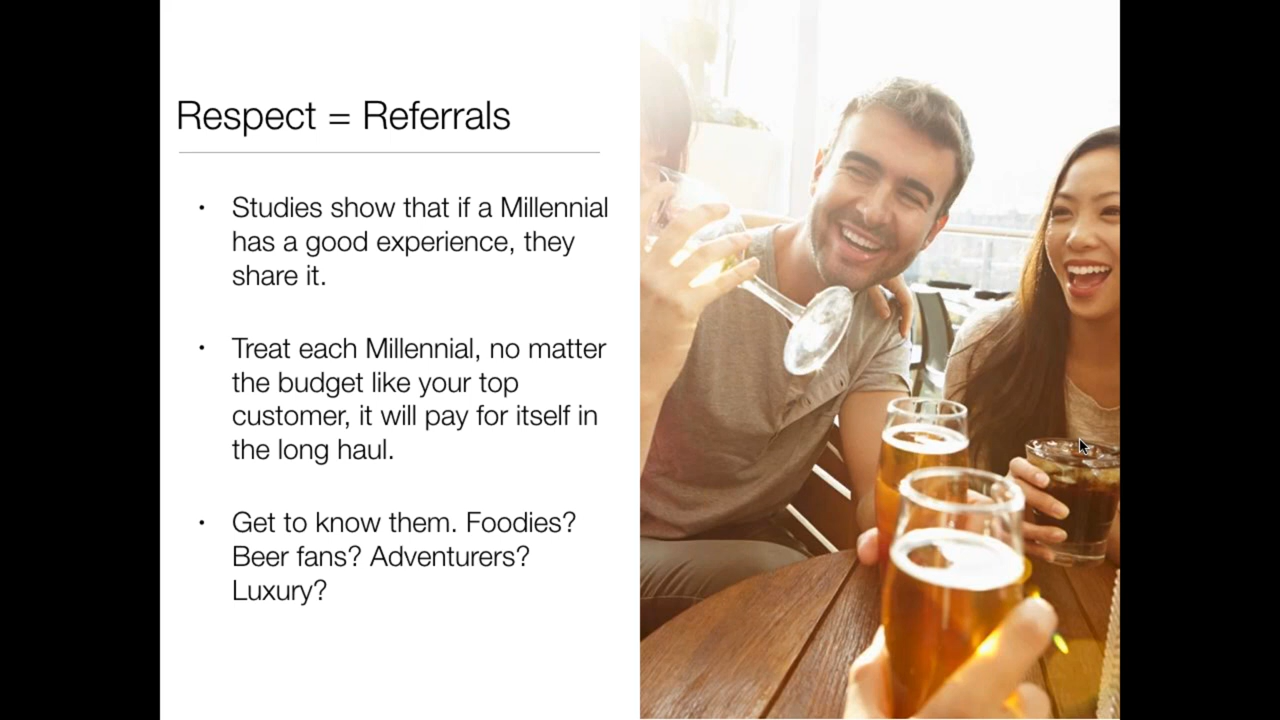 Respect = Referrals
• Studies show that if a Millennial
has a good experience, they
share it.
• Treat each Millennial, no matter
the budget like your top
customer, it will pay for itself in
the long haul.
• Get to know them. Foodies?
Beer fans? Adventurers?
Luxury?